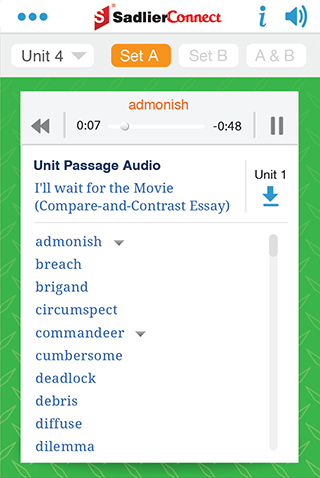 SadlierConnect
Unit 4 Set A Set B A & B
admonish
0:07 -0:48
Unit Passage Audio
I'll wait for the Movie
(Compare-and-Contrast Essay)
Unit 1
admonish
breach
brigand
circumspect
commandeer
cumbersome
deadlock
debris
diffuse
dilemma